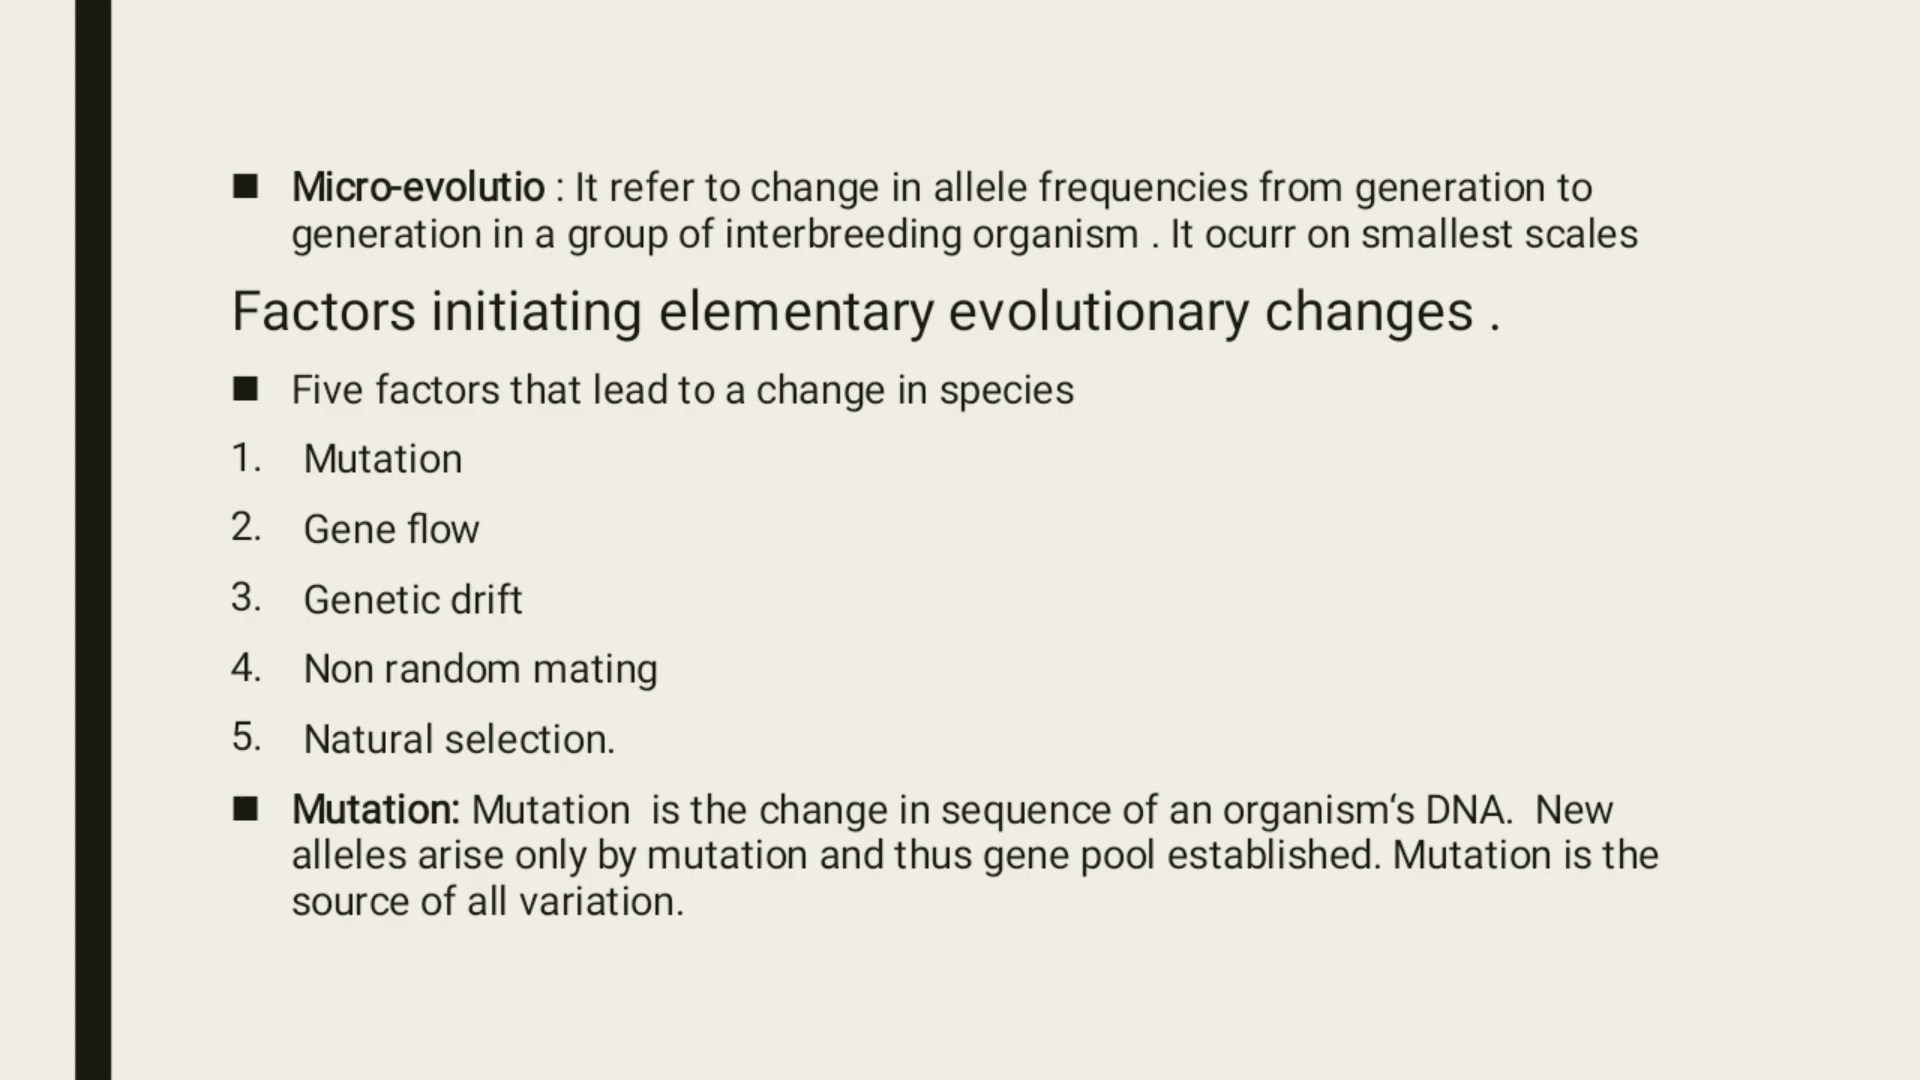 ■ Micro-evolutio : It refer to change in allele frequencies from generation to
generation in a group of interbreeding organism . It ocurr on smallest scales
Factors initiating elementary evolutionary changes .
■ Five factors that lead to a change in species
1. Mutation
2. Gene flow
3. Genetic drift
4. Non random mating
5. Natural selection.
■ Mutation: Mutation  is the change in sequence of an organism‘s DNA.  New
alleles arise only by mutation and thus gene pool established. Mutation is the
source of all variation.